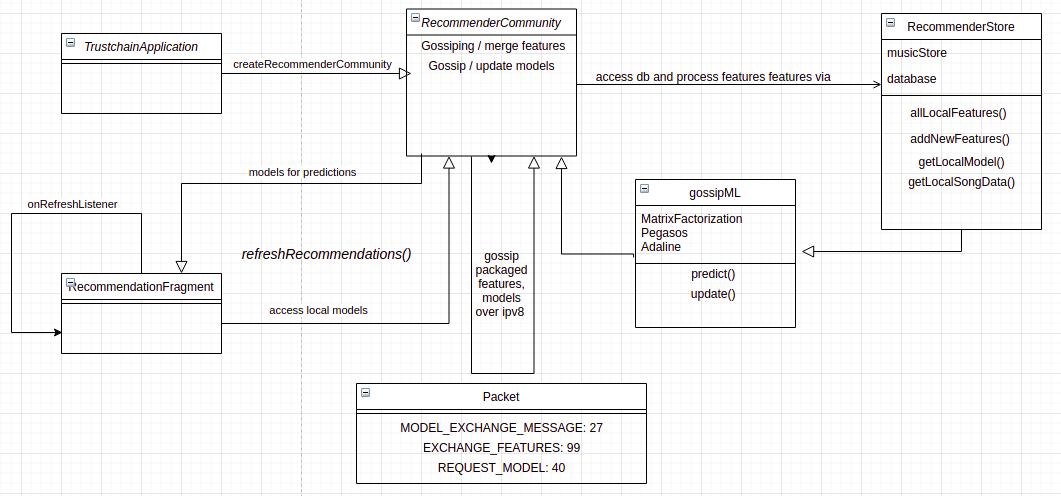 TrustchainApplication
createRecommenderCommunity
RecommenderCommunity
Gossiping / merge features
Gossip / update models
access db and process features features via
RecommenderStore
musicStore
database
allLocalFeatures()
addNewFeatures()
getLocalModel()
getLocalSongData()
models for predictions
onRefreshListener
refreshRecommendations()
RecommendationFragment
access local models
gossip
packaged
features,
models
over ipv8
gossipML
MatrixFactorization
Pegasos
Adaline
predict()
update()
Packet
MODEL_EXCHANGE_MESSAGE: 27
EXCHANGE_FEATURES: 99
REQUEST_MODEL: 40